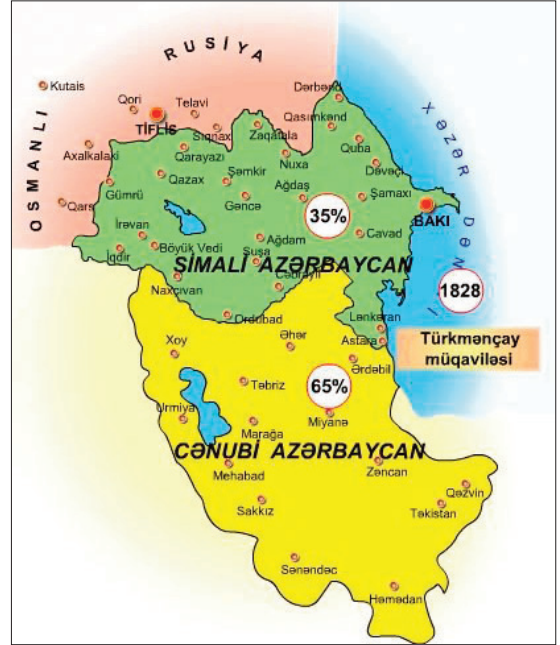 RUSİYA
OSMANLI
XƏZƏR DƏN İ
Kutais
Qori
Telavi
Dərbənd
TİFLİS
Sıqnax
Zaqatala
Qasımkənd
Axalkalaki
Qarayazı
Nuxa
Quba
Dəvəçi
Qazax
Şəmkir
Ağdaş
Şamaxı
Gümrü
Gəncə
Qars
35%
BAKI
İrəvan
Böyük Vedi
Ağdam
Cavad
İqdir
Şuşa
ŞİMALİ AZƏRBAYCAN
Naxçıvan
Cəbrayıl
1828
Ordubad
Lənkəran
Astara
Türkmənçay
müqaviləsi
Xoy
Əhər
Ərdəbil
Təbriz
65%
Urmiya
Marağa
Miyanə
CƏNUBİ AZƏRBAYCAN
Mehabad
Zəncan
Sakkız
Qəzvin
Təkistan
Sənəndəc
Həmədan